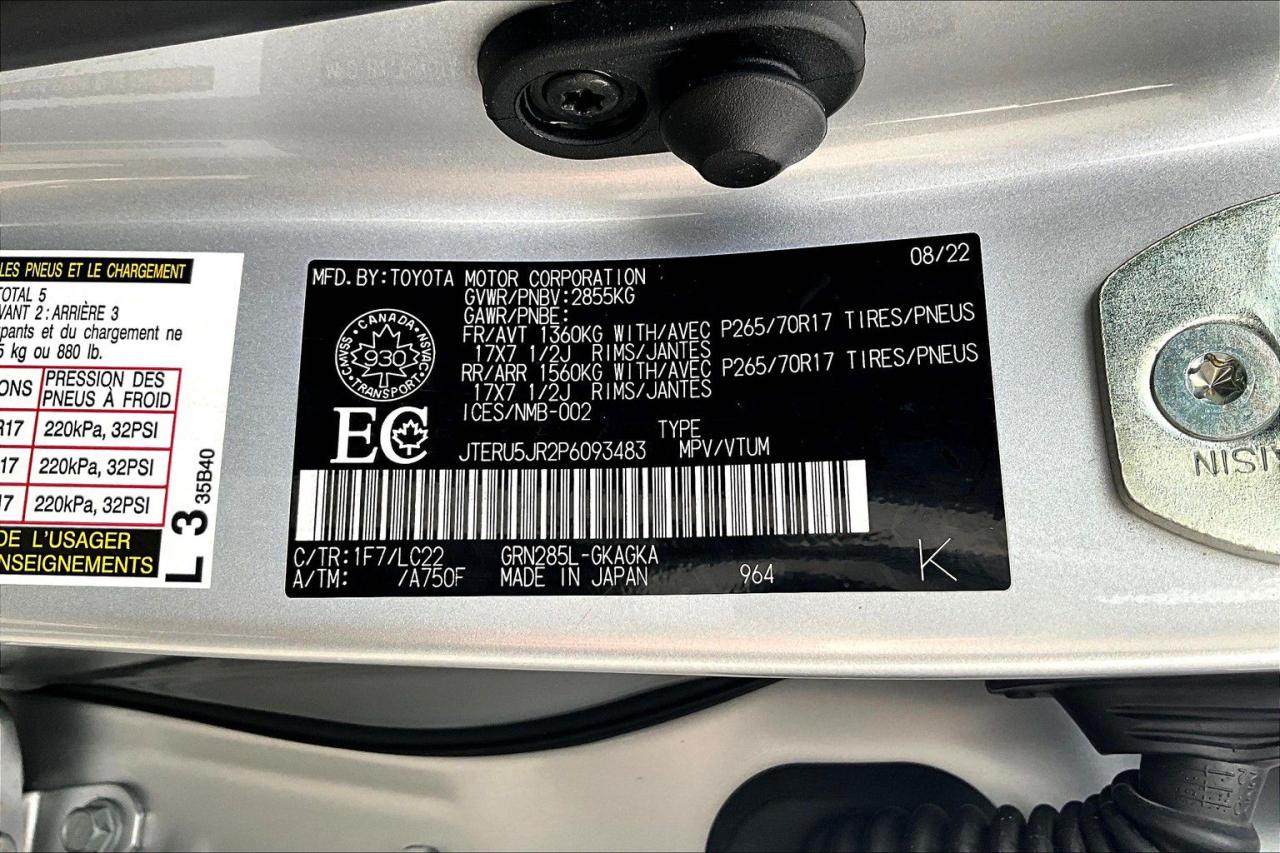 LES PNEUS ET LE CHARGEMENT
TOTAL 5
VANT 2 : ARRIÈRE 3
pants et du chargement ne
5 kg ou 880 lb.
ONS PRESSION DES
PNEUS À FROID
R17 220kPa, 32PSI
17 220kPa, 32PSI
17 220kPa, 32PSI
DE L'USAGER
NSEIGNEMENTS
L 3 35B40
08/22
MFD. BY: TOYOTA MOTOR CORPORATION
GVWR/PNBV: 2855KG
GAWR/PNBE:
FR/AVT 1360KG WITH/AVEC P265/70R17 TIRES/PNEUS
17X7 1/2J RIMS/JANTES
RR/ARR 1560KG WITH/AVEC P265/70R17 TIRES/PNEUS
17X7 1/2J RIMS/JANTES
ICES/NMB-002
CANADA
CMVSS 930 NSVAC
TRANSPORT
EC
TYPE
JTERU5JR2P6093483 MPV/VTUM
C/TR: 1F7/LC22 GRN285L-GKAGKA
A/TM: /A750F MADE IN JAPAN 964 K
AISIN